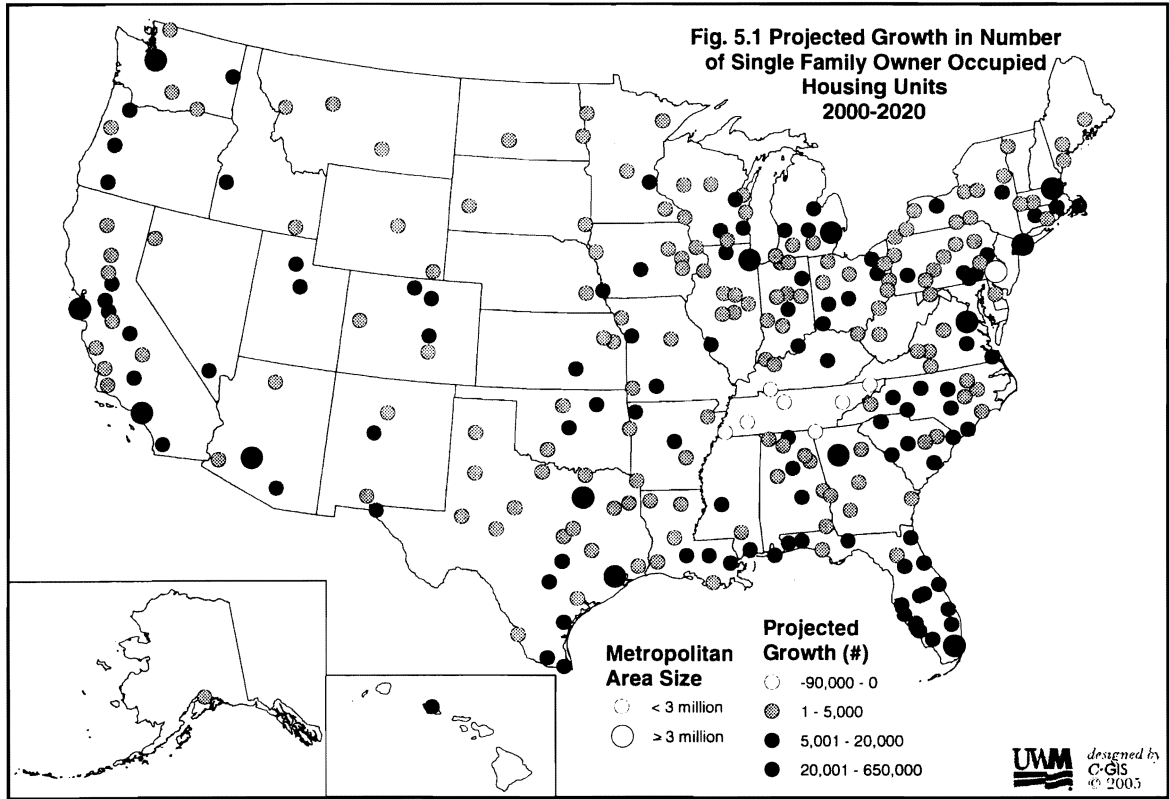 Fig. 5.1 Projected Growth in Number
of Single Family Owner Occupied
Housing Units
2000-2020
Metropolitan
Area Size
< 3 million
≥ 3 million
Projected
Growth (#)
-90,000 - 0
1 - 5,000
5,001 - 20,000
20,001 - 650,000
UWM
designed by
C·GIS
© 2005